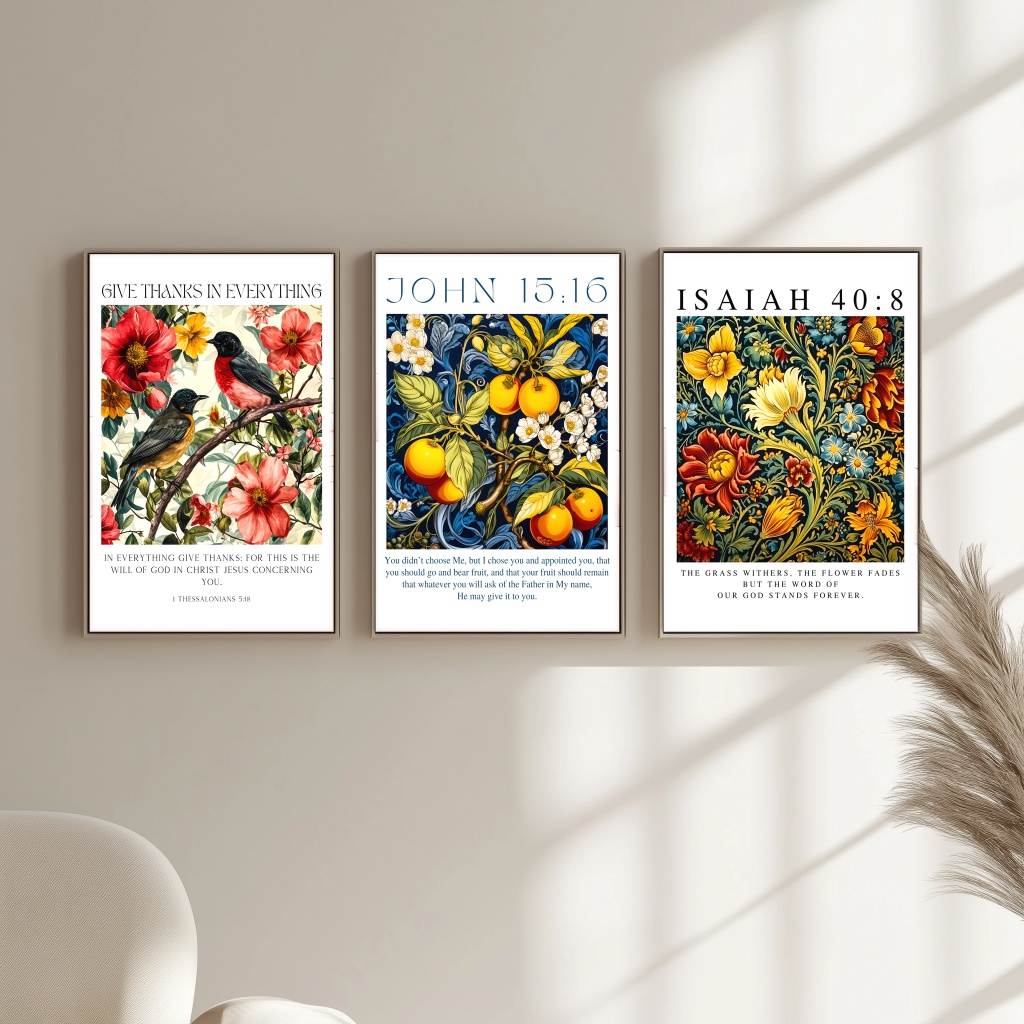 GIVE THANKS IN EVERYTHING
IN EVERYTHING GIVE THANKS: FOR THIS IS THE
WILL OF GOD IN CHRIST JESUS CONCERNING
YOU.
1 THESSALONIANS 5:18
JOHN 15:16
You didn't choose Me, but I chose you and appointed you, that
you should go and bear fruit, and that your fruit should remain
that whatever you will ask of the Father in My name,
He may give it to you.
ISAIAH 40:8
THE GRASS WITHERS, THE FLOWER FADES
BUT THE WORD OF
OUR GOD STANDS FOREVER.